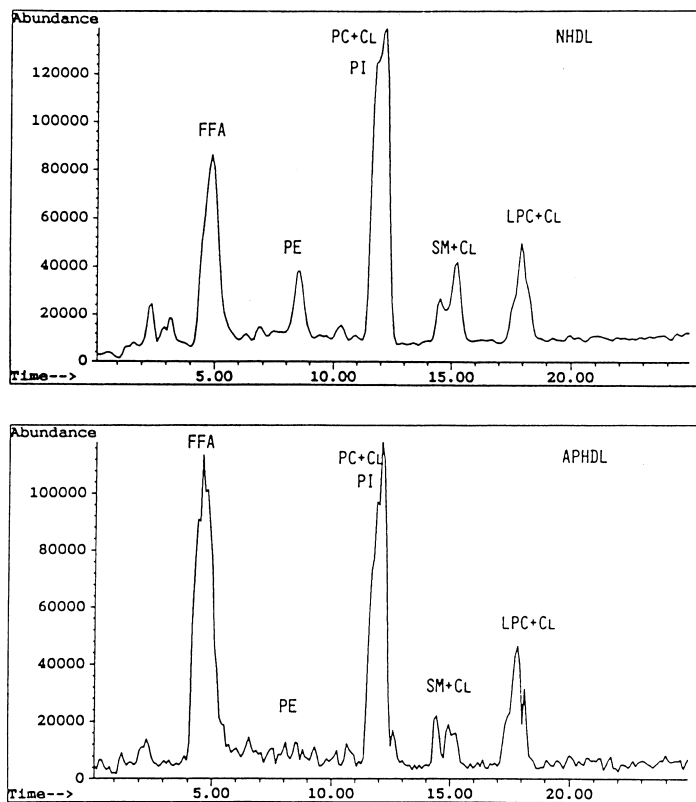 Abundance
PC+CL NHDL
120000 PI
100000
FFA
80000
60000
LPC+CL
PE SM+CL
40000
20000
0
Time--> 5.00 10.00 15.00 20.00
Abundance
FFA
PC+CL APHDL
100000 PI
80000
60000
LPC+CL
40000
SM+CL
PE
20000
0
Time--> 5.00 10.00 15.00 20.00